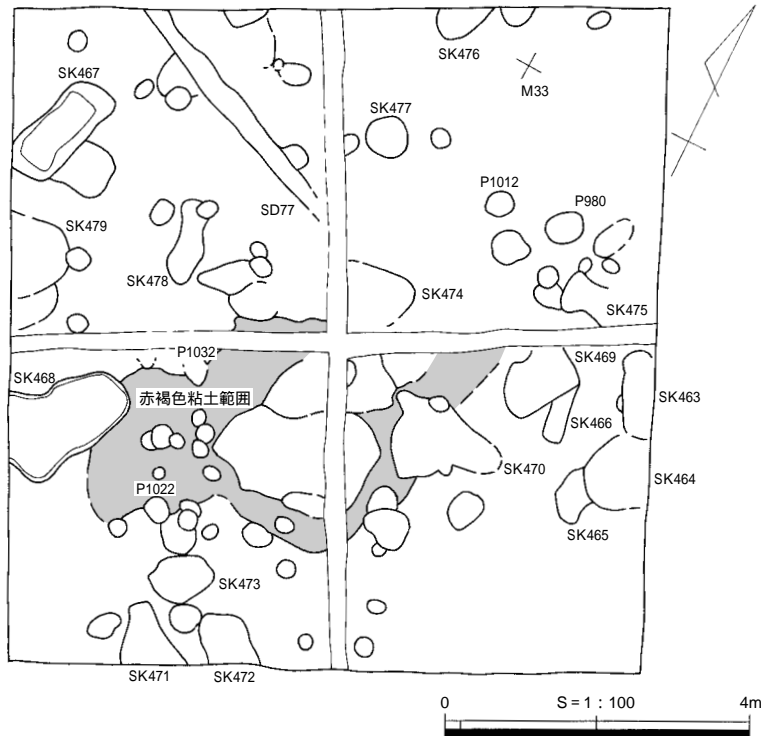 SK476
M33
SK467
SK477
P1012
P980
SD77
SK479
SK478
SK474
SK475
P1032
SK469
SK468
赤褐色粘土範囲
SK463
SK466
SK470
P1022
SK464
SK465
SK473
SK471
SK472
0 S=1:100 4m